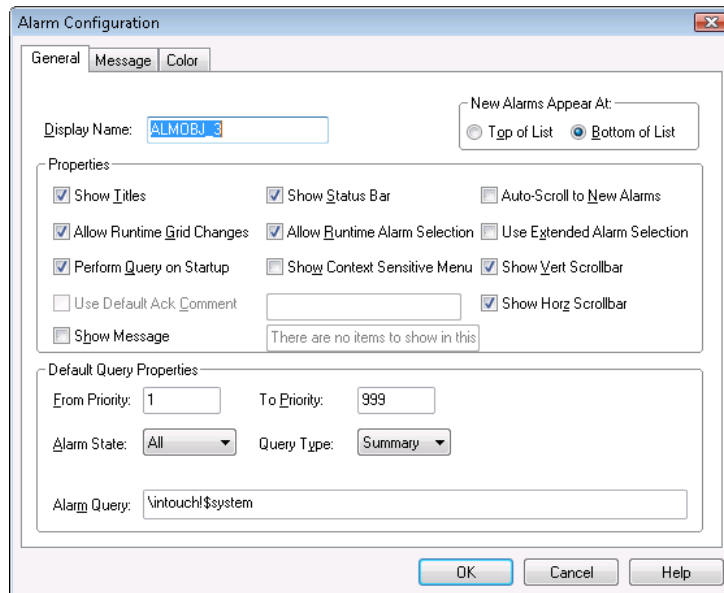 Alarm Configuration
General Message Color
New Alarms Appear At:
Display Name: ALMOBJ_3 Top of List Bottom of List
Properties
Show Titles Show Status Bar Auto-Scroll to New Alarms
Allow Runtime Grid Changes Allow Runtime Alarm Selection Use Extended Alarm Selection
Perform Query on Startup Show Context Sensitive Menu Show Vert Scrollbar
Use Default Ack Comment Show Horz Scrollbar
Show Message There are no items to show in this
Default Query Properties
From Priority: 1 To Priority: 999
Alarm State: All Query Type: Summary
Alarm Query: \intouch!$system
OK Cancel Help